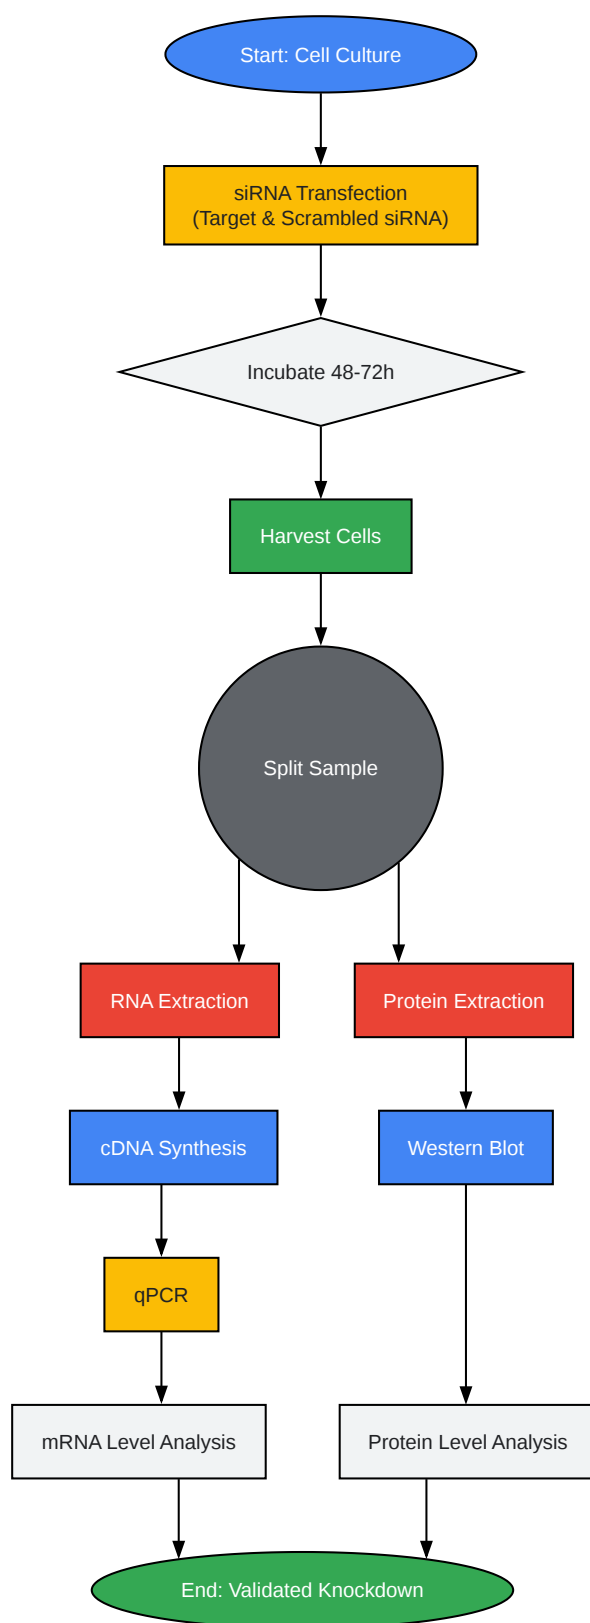 Start: Cell Culture
siRNA Transfection
(Target & Scrambled siRNA)
Incubate 48-72h
Harvest Cells
Split Sample
RNA Extraction
Protein Extraction
cDNA Synthesis
Western Blot
qPCR
mRNA Level Analysis
Protein Level Analysis
End: Validated Knockdown